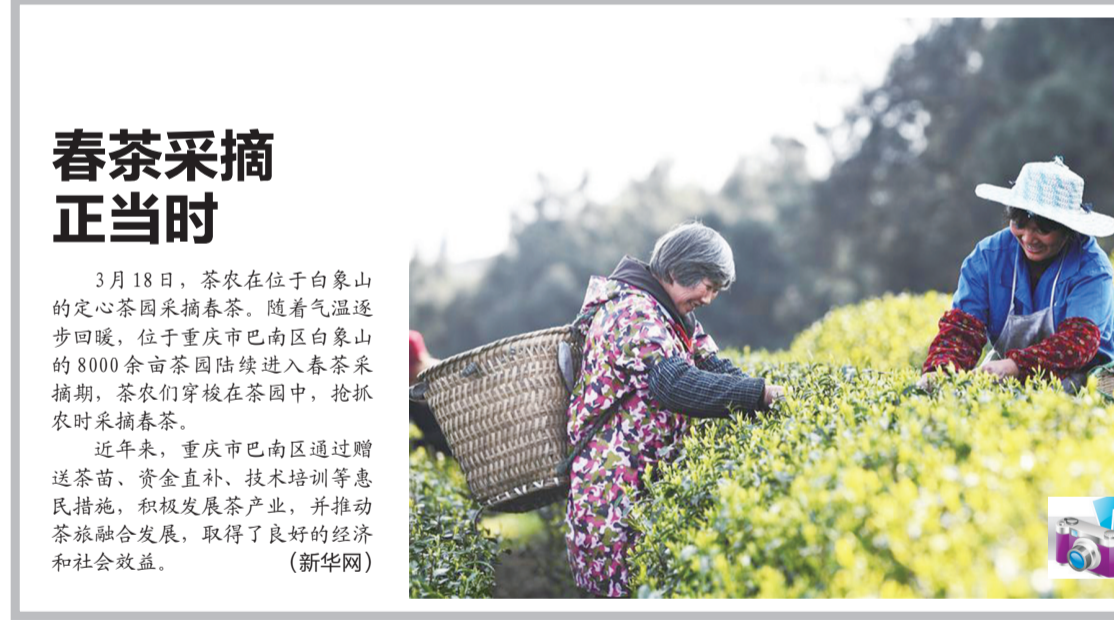 春茶采摘
正当时
3月18日，茶农在位于白象山
的定心茶园采摘春茶。随着气温逐
步回暖，位于重庆市巴南区白象山
的8000余亩茶园陆续进入春茶采
摘期，茶农们穿梭在茶园中，抢抓
农时采摘春茶。
近年来，重庆市巴南区通过赠
送茶苗、资金直补、技术培训等惠
民措施，积极发展茶产业，并推动
茶旅融合发展，取得了良好的经济
和社会效益。（新华网）